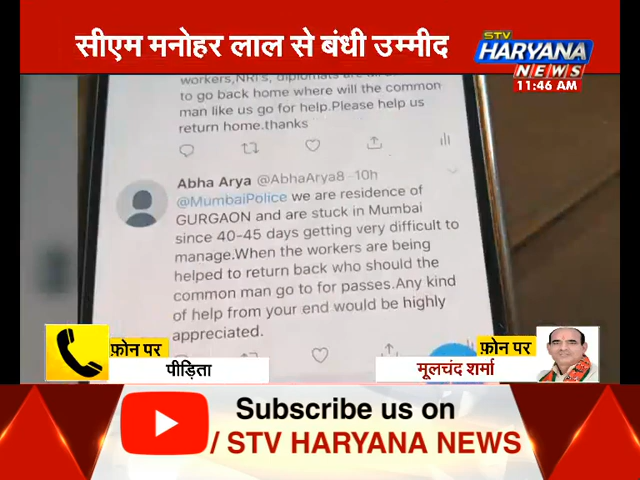 सीएम मनोहर लाल से बंधी उम्मीद
STV
HARYANA
NEWS
11:46 AM
workers,NRI's, diplomats are
to go back home where will the common
man like us go for help.Please help us
return home.thanks
Abha Arya @AbhaArya8 · 10h
@MumbaiPolice we are residence of
GURGAON and are stuck in Mumbai
since 40-45 days getting very difficult to
manage.When the workers are being
helped to return back who should the
common man go to for passes.Any kind
of help from your end would be highly
appreciated.
फ़ोन पर
पीड़िता
फ़ोन पर
मूलचंद शर्मा
Subscribe us on
/ STV HARYANA NEWS